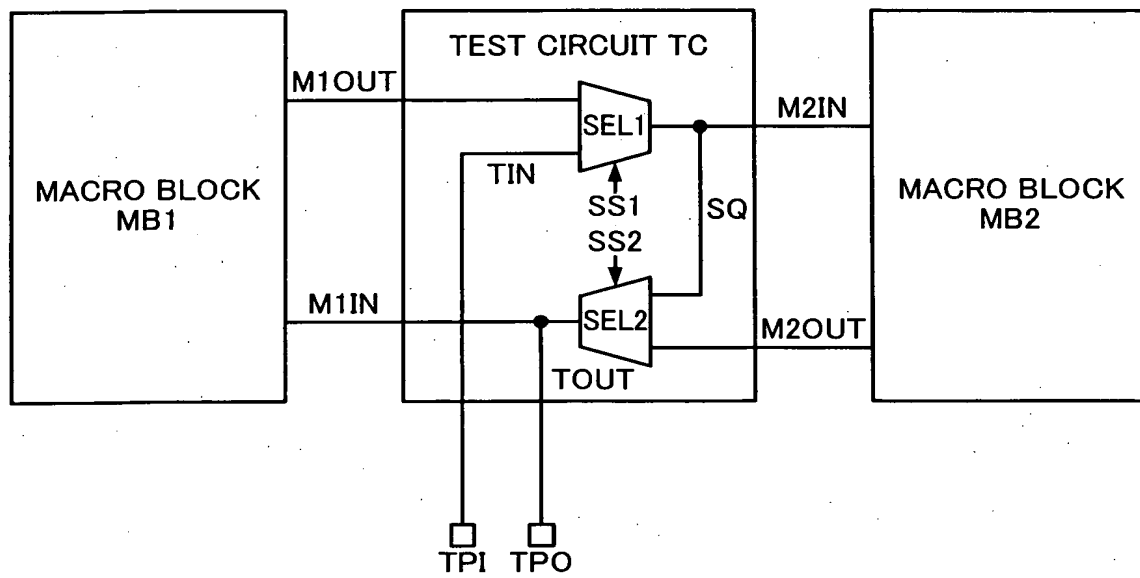 TEST CIRCUIT TC
M1OUT
SEL1
M2IN
TIN
MACRO BLOCK
MB1
SS1
SQ
MACRO BLOCK
MB2
SS2
M1IN
SEL2
M2OUT
TOUT
TPI
TPO